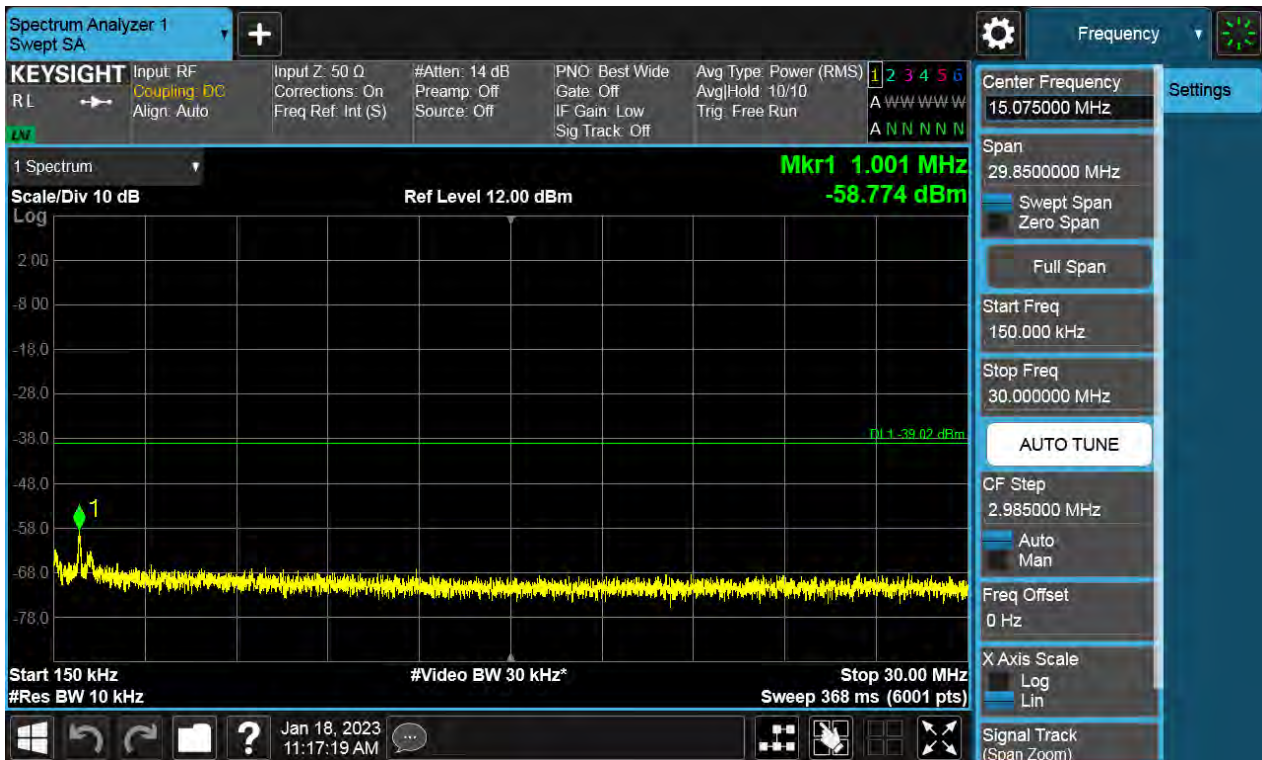 Spectrum Analyzer 1
Swept SA
Frequency
KEYSIGHT
RL
LXI
Input: RF
Coupling: DC
Align: Auto
Input Z: 50 Ω
Corrections: On
Freq Ref: Int (S)
#Atten: 14 dB
Preamp: Off
Source: Off
PNO: Best Wide
Gate: Off
IF Gain: Low
Sig Track: Off
Avg Type: Power (RMS)
Avg|Hold: 10/10
Trig: Free Run
1 2 3 4 5 6
A W W W W W
A N N N N N
1 Spectrum
Mkr1 1.001 MHz
Scale/Div 10 dB
Ref Level 12.00 dBm
-58.774 dBm
Log
2.00
-8.00
-18.0
-28.0
-38.0
DL1 -39.02 dBm
-48.0
1
-58.0
-68.0
-78.0
Start 150 kHz
#Video BW 30 kHz*
Stop 30.00 MHz
#Res BW 10 kHz
Sweep 368 ms (6001 pts)
Jan 18, 2023
11:17:19 AM
Center Frequency
15.075000 MHz
Settings
Span
29.8500000 MHz
Swept Span
Zero Span
Full Span
Start Freq
150.000 kHz
Stop Freq
30.000000 MHz
AUTO TUNE
CF Step
2.985000 MHz
Auto
Man
Freq Offset
0 Hz
X Axis Scale
Log
Lin
Signal Track
(Span Zoom)